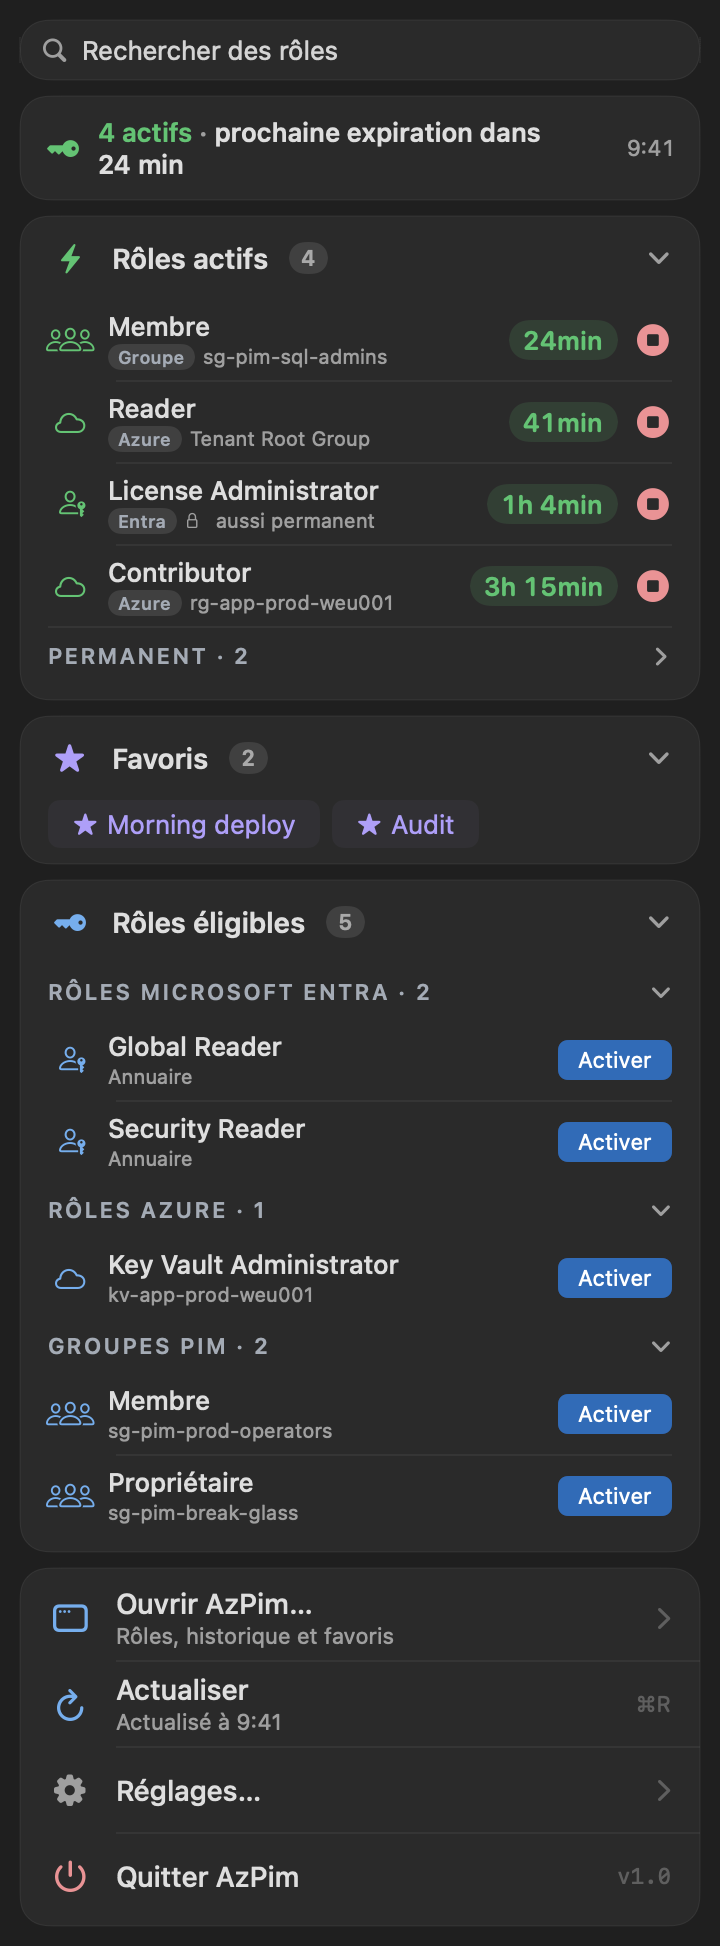 Rechercher des rôles
4 actifs · prochaine expiration dans
24 min
9:41
Rôles actifs 4
Membre
Groupe sg-pim-sql-admins
24min
Reader
Azure Tenant Root Group
41min
License Administrator
Entra aussi permanent
1h 4min
Contributor
Azure rg-app-prod-weu001
3h 15min
PERMANENT · 2
Favoris 2
Morning deploy
Audit
Rôles éligibles 5
RÔLES MICROSOFT ENTRA · 2
Global Reader
Annuaire
Activer
Security Reader
Annuaire
Activer
RÔLES AZURE · 1
Key Vault Administrator
kv-app-prod-weu001
Activer
GROUPES PIM · 2
Membre
sg-pim-prod-operators
Activer
Propriétaire
sg-pim-break-glass
Activer
Ouvrir AzPim...
Rôles, historique et favoris
Actualiser
Actualisé à 9:41
⌘R
Réglages...
Quitter AzPim
v1.0